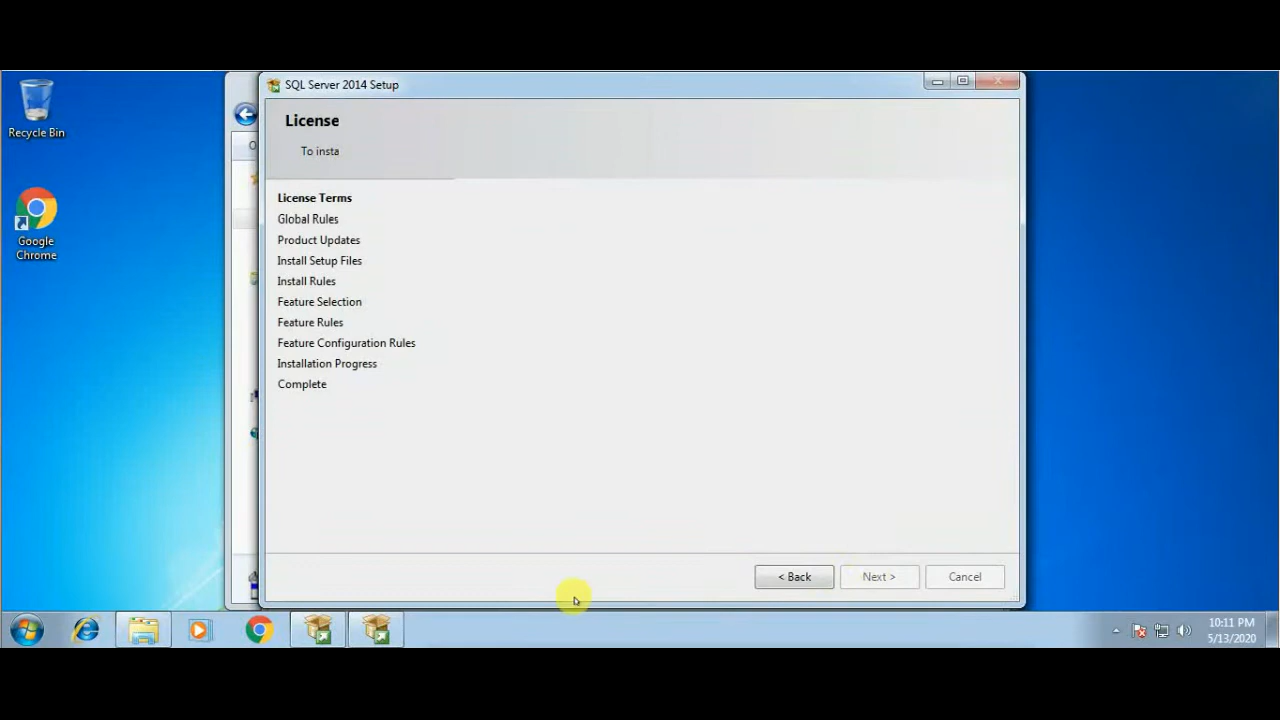 SQL Server 2014 Setup
Recycle Bin
License
To insta
License Terms
Global Rules
Google
Chrome
Product Updates
Install Setup Files
Install Rules
Feature Selection
Feature Rules
Feature Configuration Rules
Installation Progress
Complete
< Back
Next >
Cancel
10:11 PM
5/13/2020